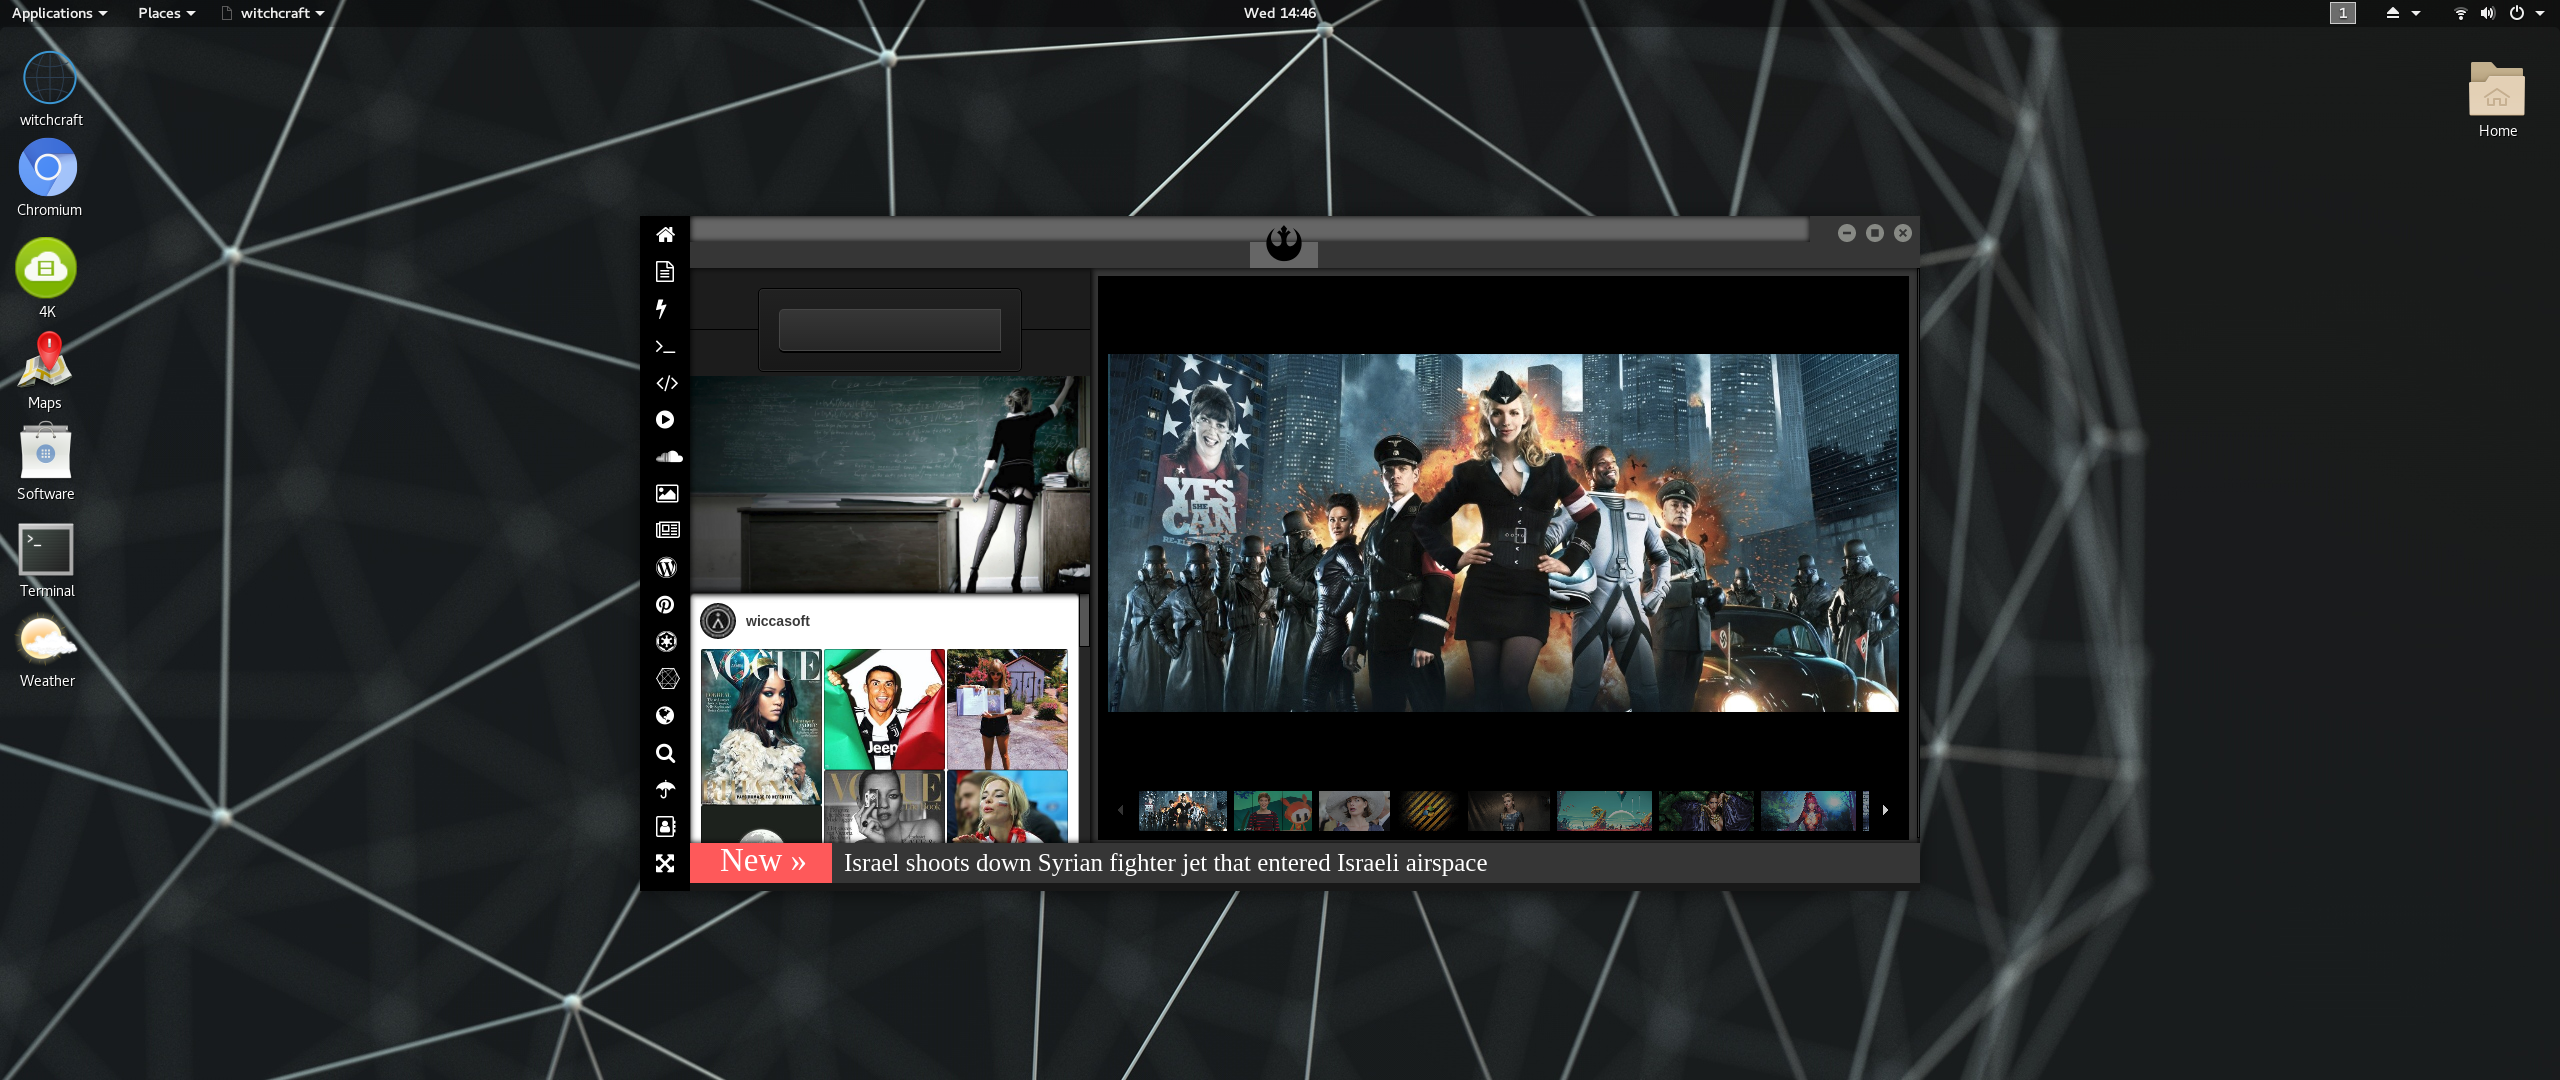 Applications
Places
witchcraft
Wed 14:46
1
witchcraft
Chromium
4K
Maps
Software
Terminal
Weather
Home
YES
SHE
CAN
wiccasoft
VOGUE
Jeep
VOGUE
New »
Israel shoots down Syrian fighter jet that entered Israeli airspace